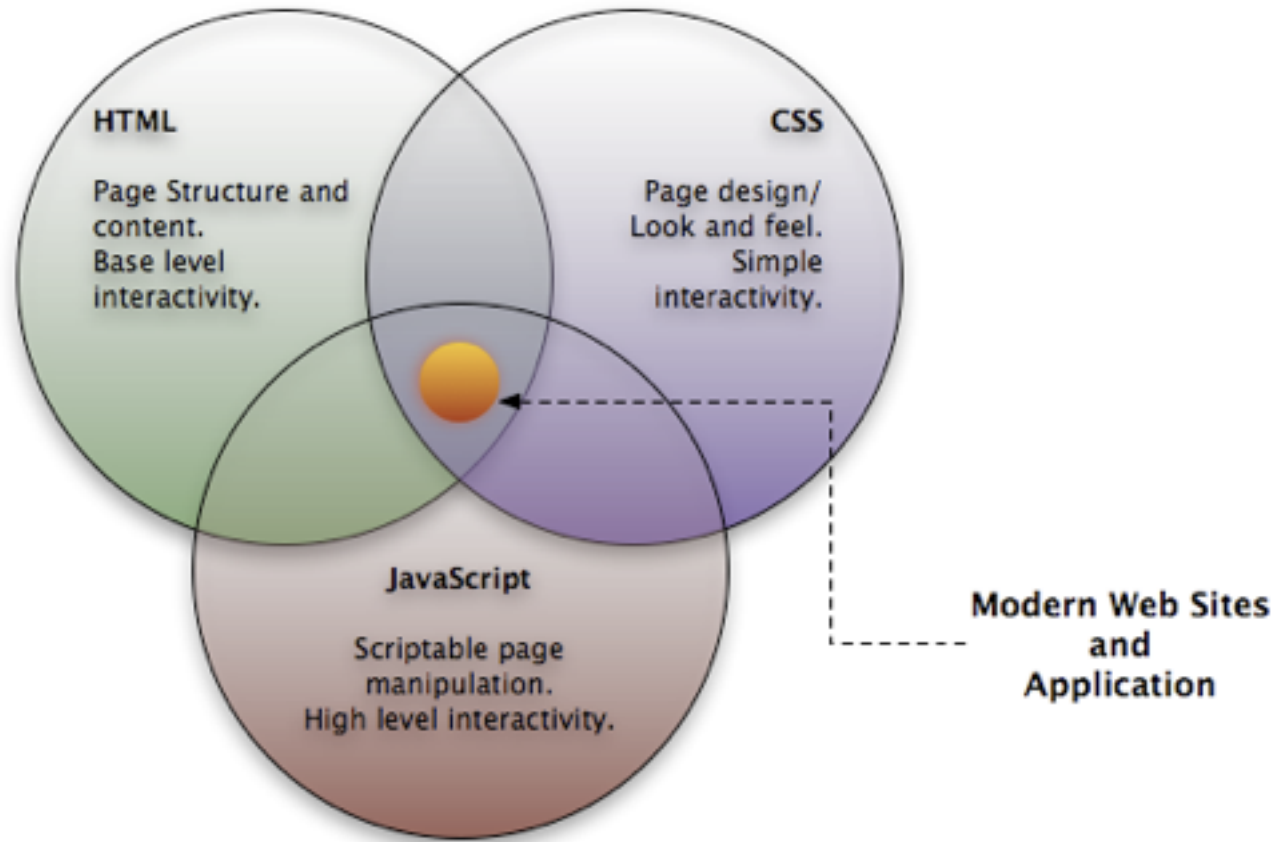 HTML
Page Structure and
content.
Base level
interactivity.
CSS
Page design/
Look and feel.
Simple
interactivity.
JavaScript
Scriptable page
manipulation.
High level interactivity.
Modern Web Sites
and
Application